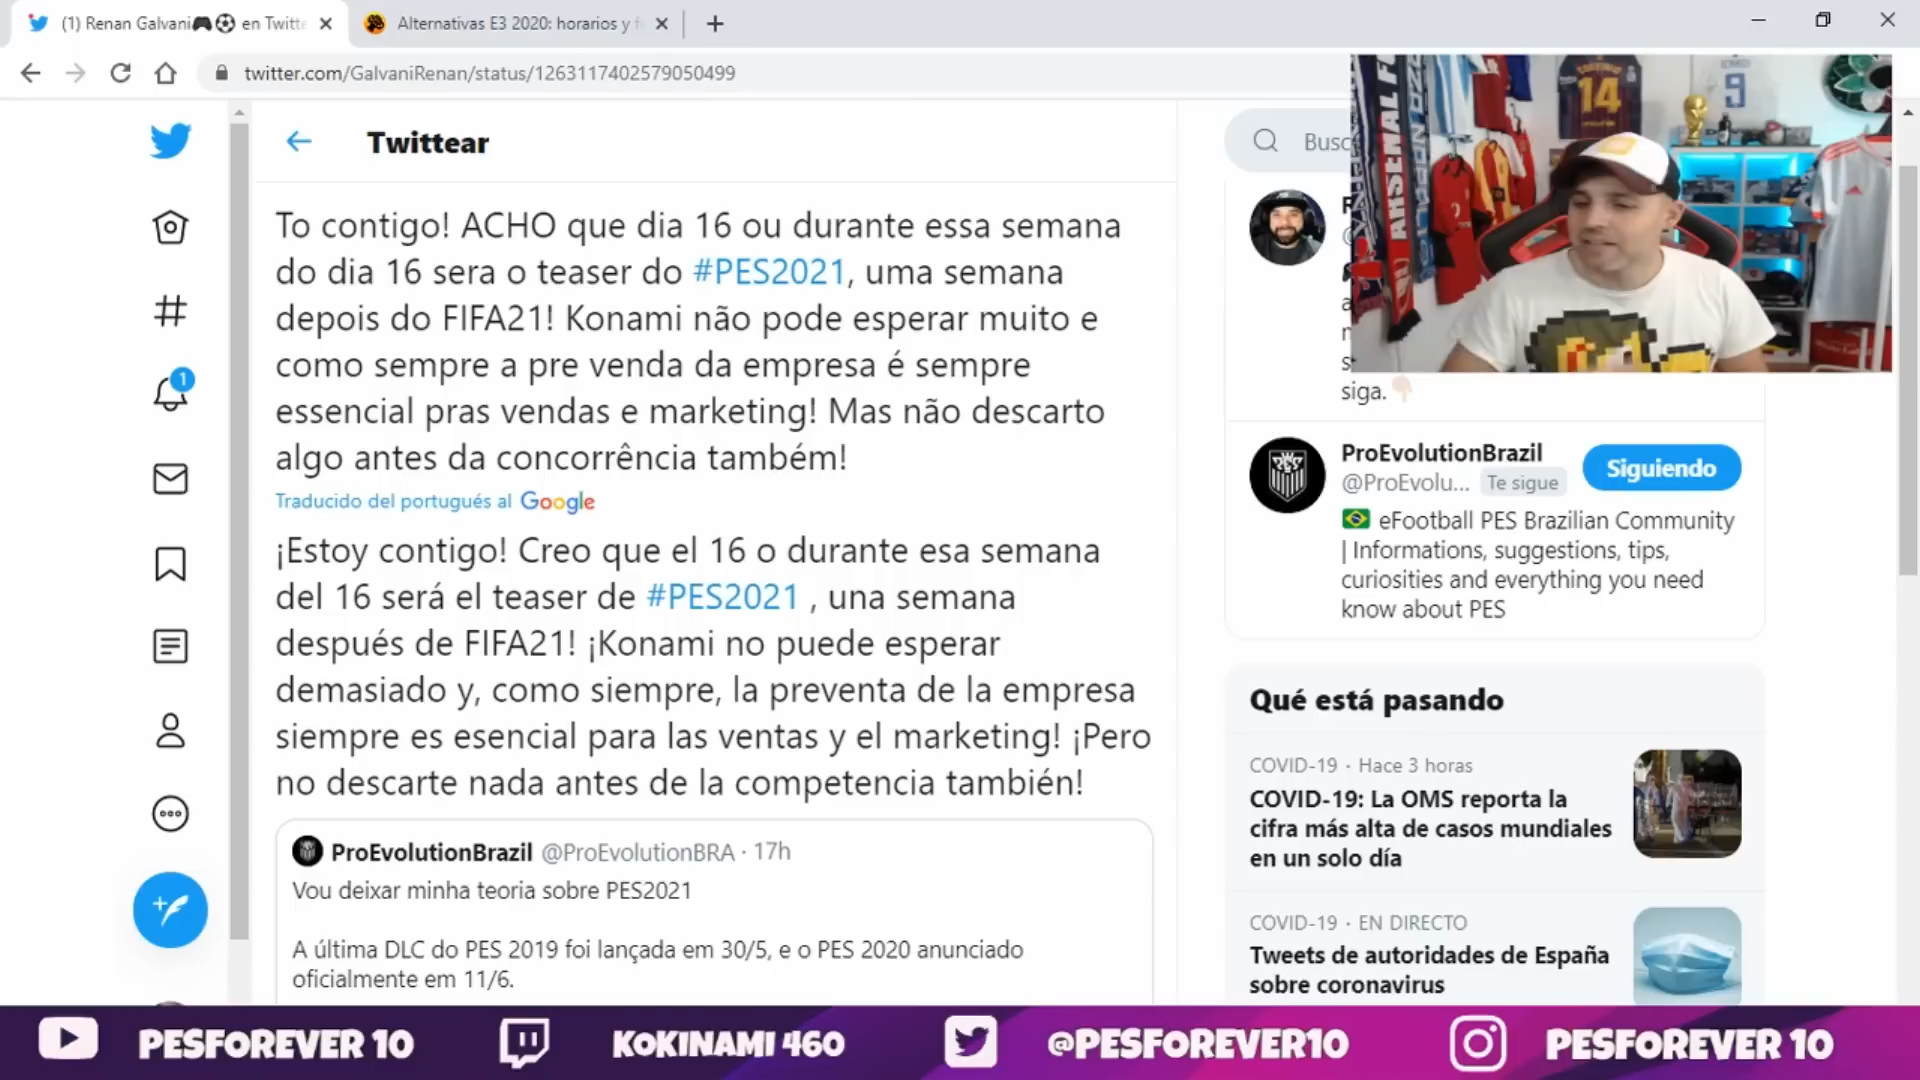 (1) Renan Galvani🎮⚽ en Twitte
Alternativas E3 2020: horarios y f
twitter.com/GalvaniRenan/status/1263117402579050499
Twittear
Busc
To contigo! ACHO que dia 16 ou durante essa semana
do dia 16 sera o teaser do #PES2021, uma semana
depois do FIFA21! Konami não pode esperar muito e
como sempre a pre venda da empresa é sempre
essencial pras vendas e marketing! Mas não descarto
algo antes da concorrência também!
Traducido del portugués al Google
¡Estoy contigo! Creo que el 16 o durante esa semana
del 16 será el teaser de #PES2021 , una semana
después de FIFA21! ¡Konami no puede esperar
demasiado y, como siempre, la preventa de la empresa
siempre es esencial para las ventas y el marketing! ¡Pero
no descarte nada antes de la competencia también!
ProEvolutionBrazil @ProEvolutionBRA · 17h
Vou deixar minha teoria sobre PES2021
A última DLC do PES 2019 foi lançada em 30/5, e o PES 2020 anunciado
oficialmente em 11/6.
1
siga.👇🏻
ProEvolutionBrazil
@ProEvolu... Te sigue
Siguiendo
🇧🇷 eFootball PES Brazilian Community
| Informations, suggestions, tips,
curiosities and everything you need
know about PES
Qué está pasando
COVID-19 · Hace 3 horas
COVID-19: La OMS reporta la
cifra más alta de casos mundiales
en un solo día
COVID-19 · EN DIRECTO
Tweets de autoridades de España
sobre coronavirus
ARSENAL F
14
9
PESFOREVER 10
KOKINAMI 460
@PESFOREVER10
PESFOREVER 10